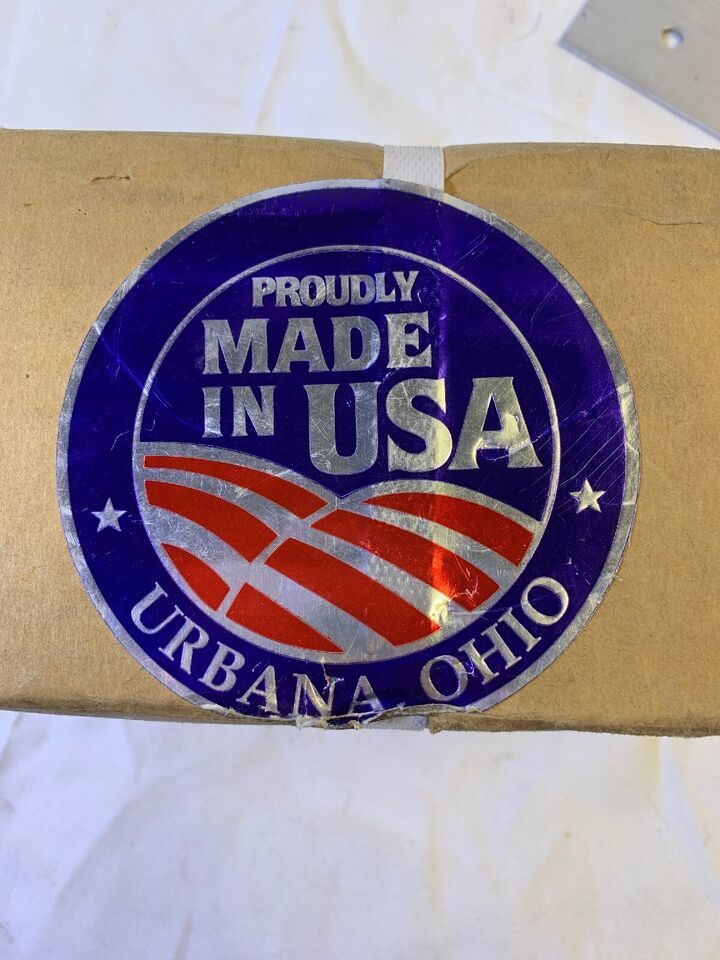 PROUDLY
MADE
IN USA
URBANA, OHIO